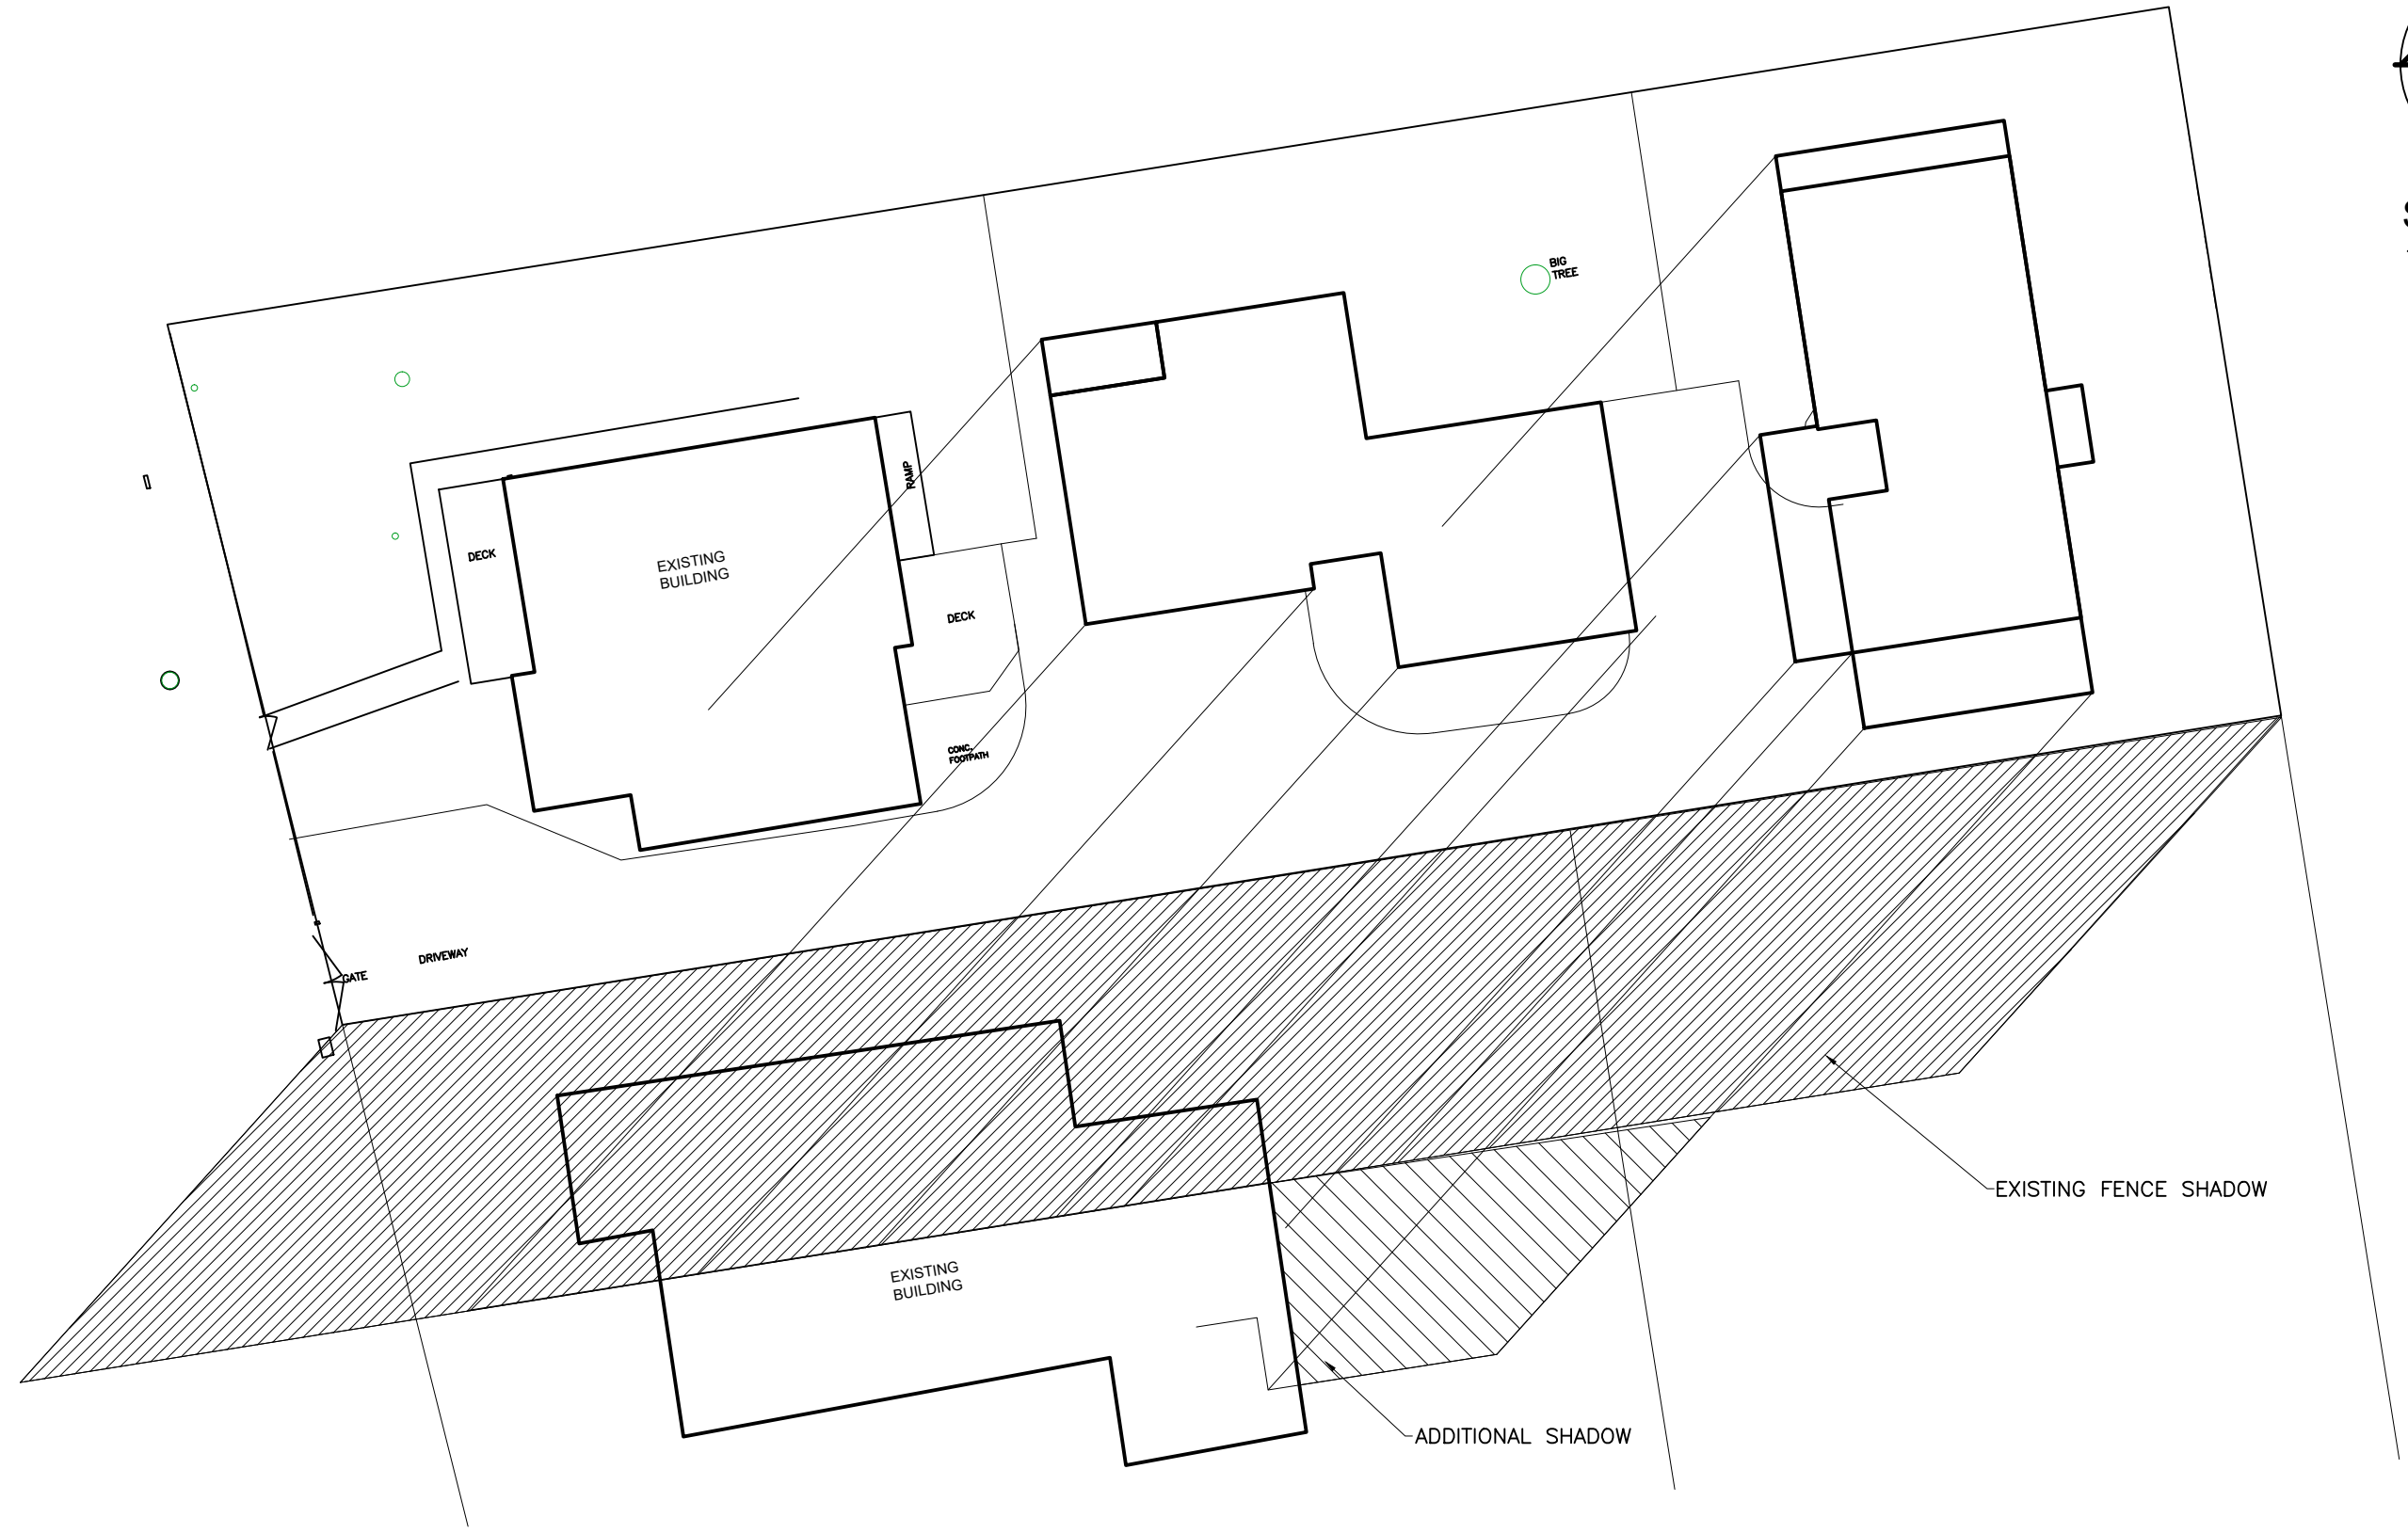 BIG
TREE
RAMP
DECK
EXISTING
BUILDING
DECK
CONC.
FOOTPATH
DRIVEWAY
GATE
EXISTING FENCE SHADOW
EXISTING
BUILDING
ADDITIONAL SHADOW